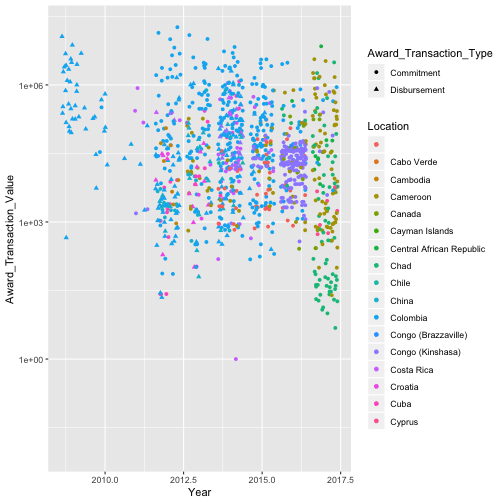 1e+06
1e+03
1e+00
Award_Transaction_Value
2010.0
2012.5
2015.0
2017.5
Year
Award_Transaction_Type
Commitment
Disbursement
Location
Cabo Verde
Cambodia
Cameroon
Canada
Cayman Islands
Central African Republic
Chad
Chile
China
Colombia
Congo (Brazzaville)
Congo (Kinshasa)
Costa Rica
Croatia
Cuba
Cyprus